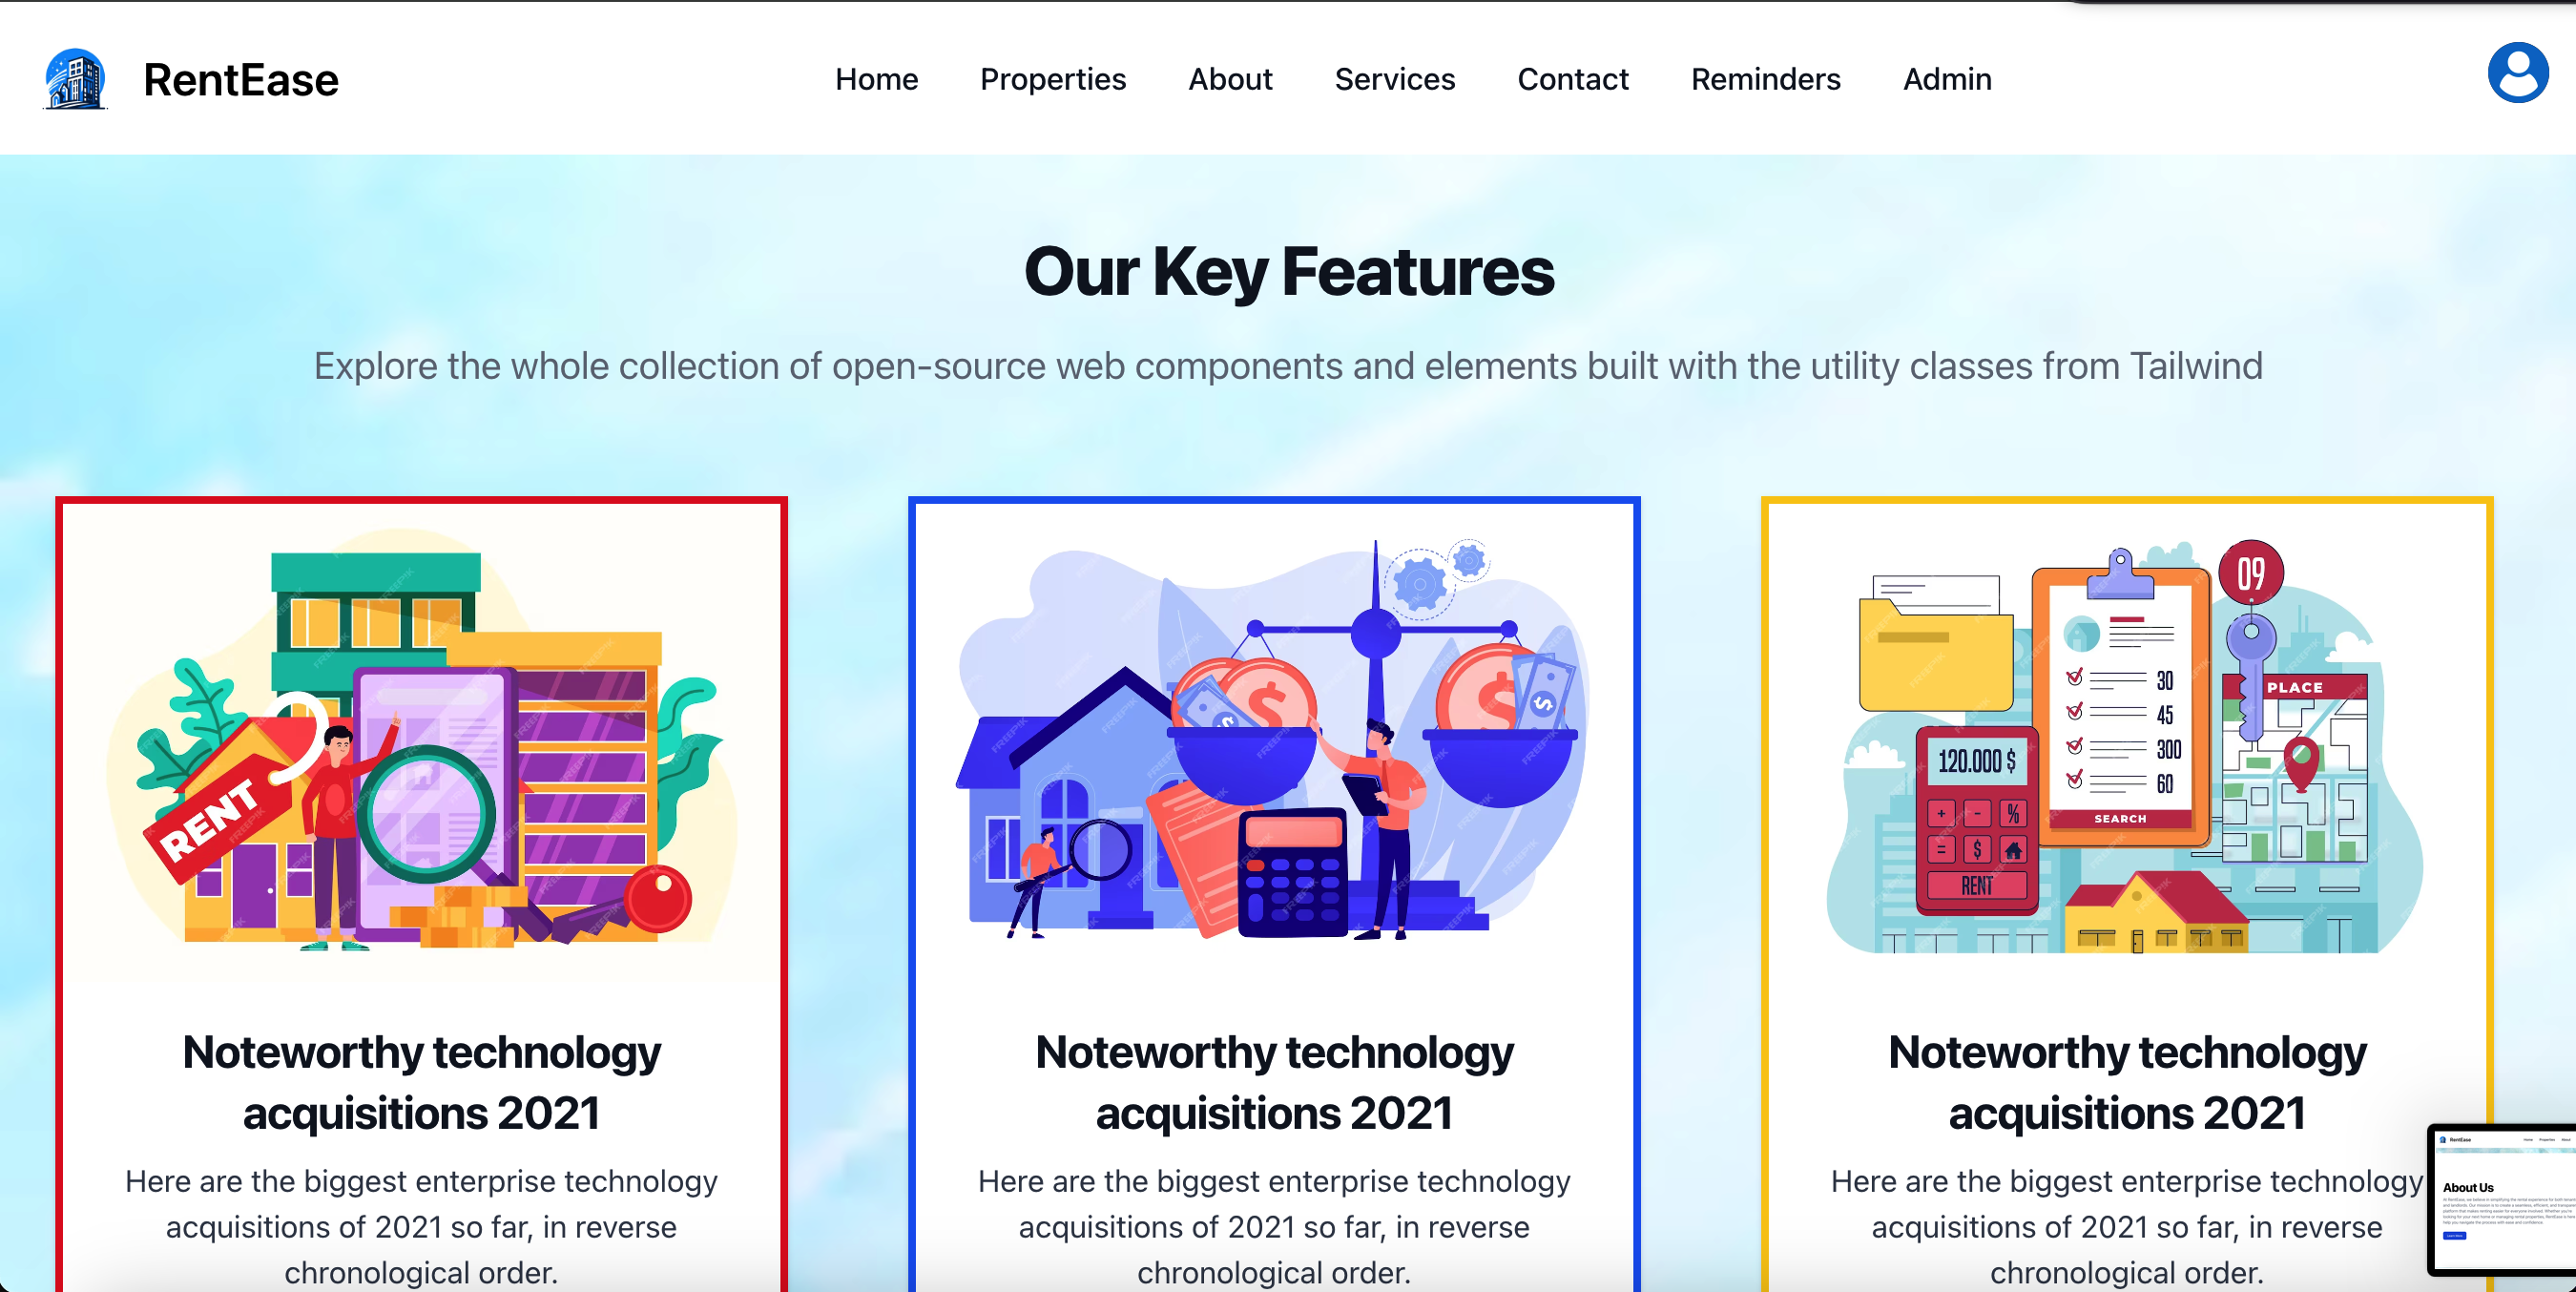 RentEase
Home Properties About Services Contact Reminders Admin
Our Key Features
Explore the whole collection of open-source web components and elements built with the utility classes from Tailwind
RENT
$ $ $
$
09
PLACE
30
45
300
60
SEARCH
120.000 $
+ - %
= $
RENT
Noteworthy technology
acquisitions 2021
Here are the biggest enterprise technology
acquisitions of 2021 so far, in reverse
chronological order.
Noteworthy technology
acquisitions 2021
Here are the biggest enterprise technology
acquisitions of 2021 so far, in reverse
chronological order.
Noteworthy technology
acquisitions 2021
Here are the biggest enterprise technology
acquisitions of 2021 so far, in reverse
chronological order.
RentEase
Home Properties About
About Us